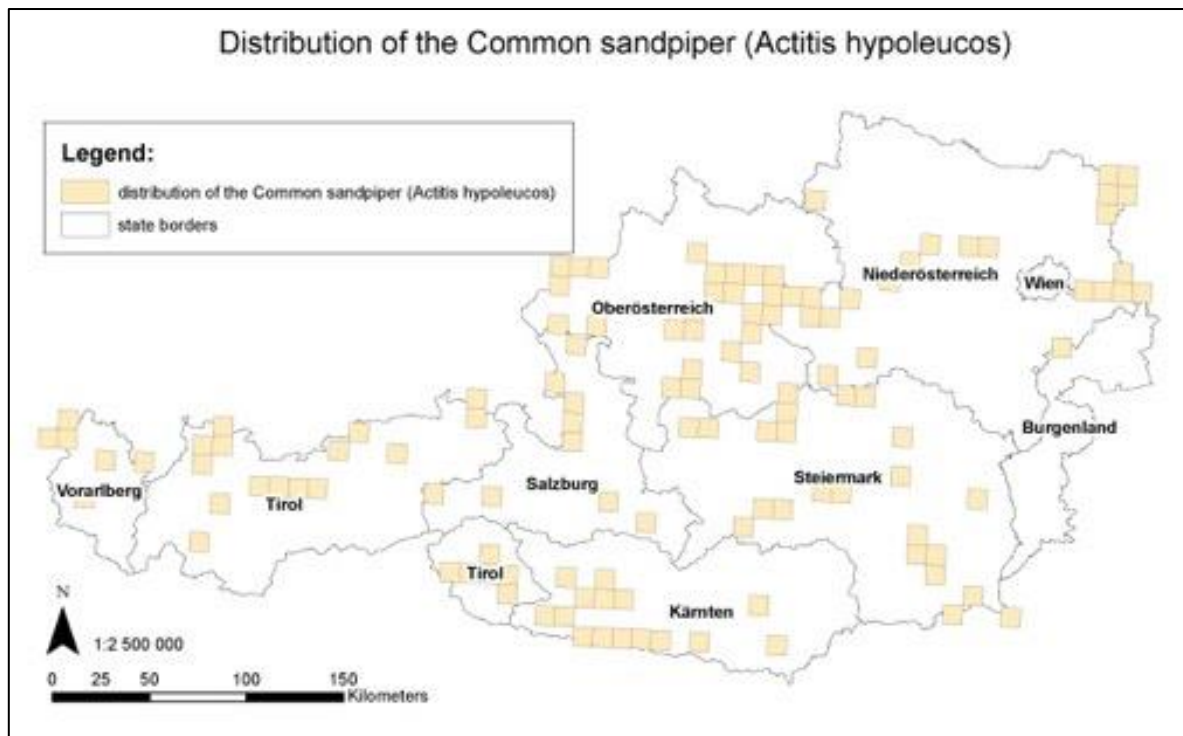 Distribution of the Common sandpiper (Actitis hypoleucos)
Legend:
distribution of the Common sandpiper (Actitis hypoleucos)
state borders
Niederösterreich
Wien
Oberösterreich
Burgenland
Vorarlberg
Tirol
Salzburg
Steiermark
Tirol
Kärnten
N
1:2 500 000
0 25 50 100 150
Kilometers